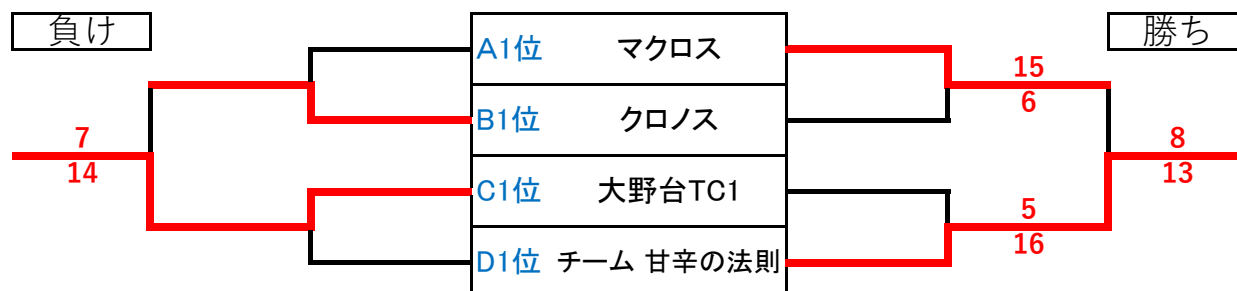 負け
勝ち
A1位 マクロス
B1位 クロノス
C1位 大野台TC1
D1位 チーム 甘辛の法則
7
14
15
6
5
16
8
13